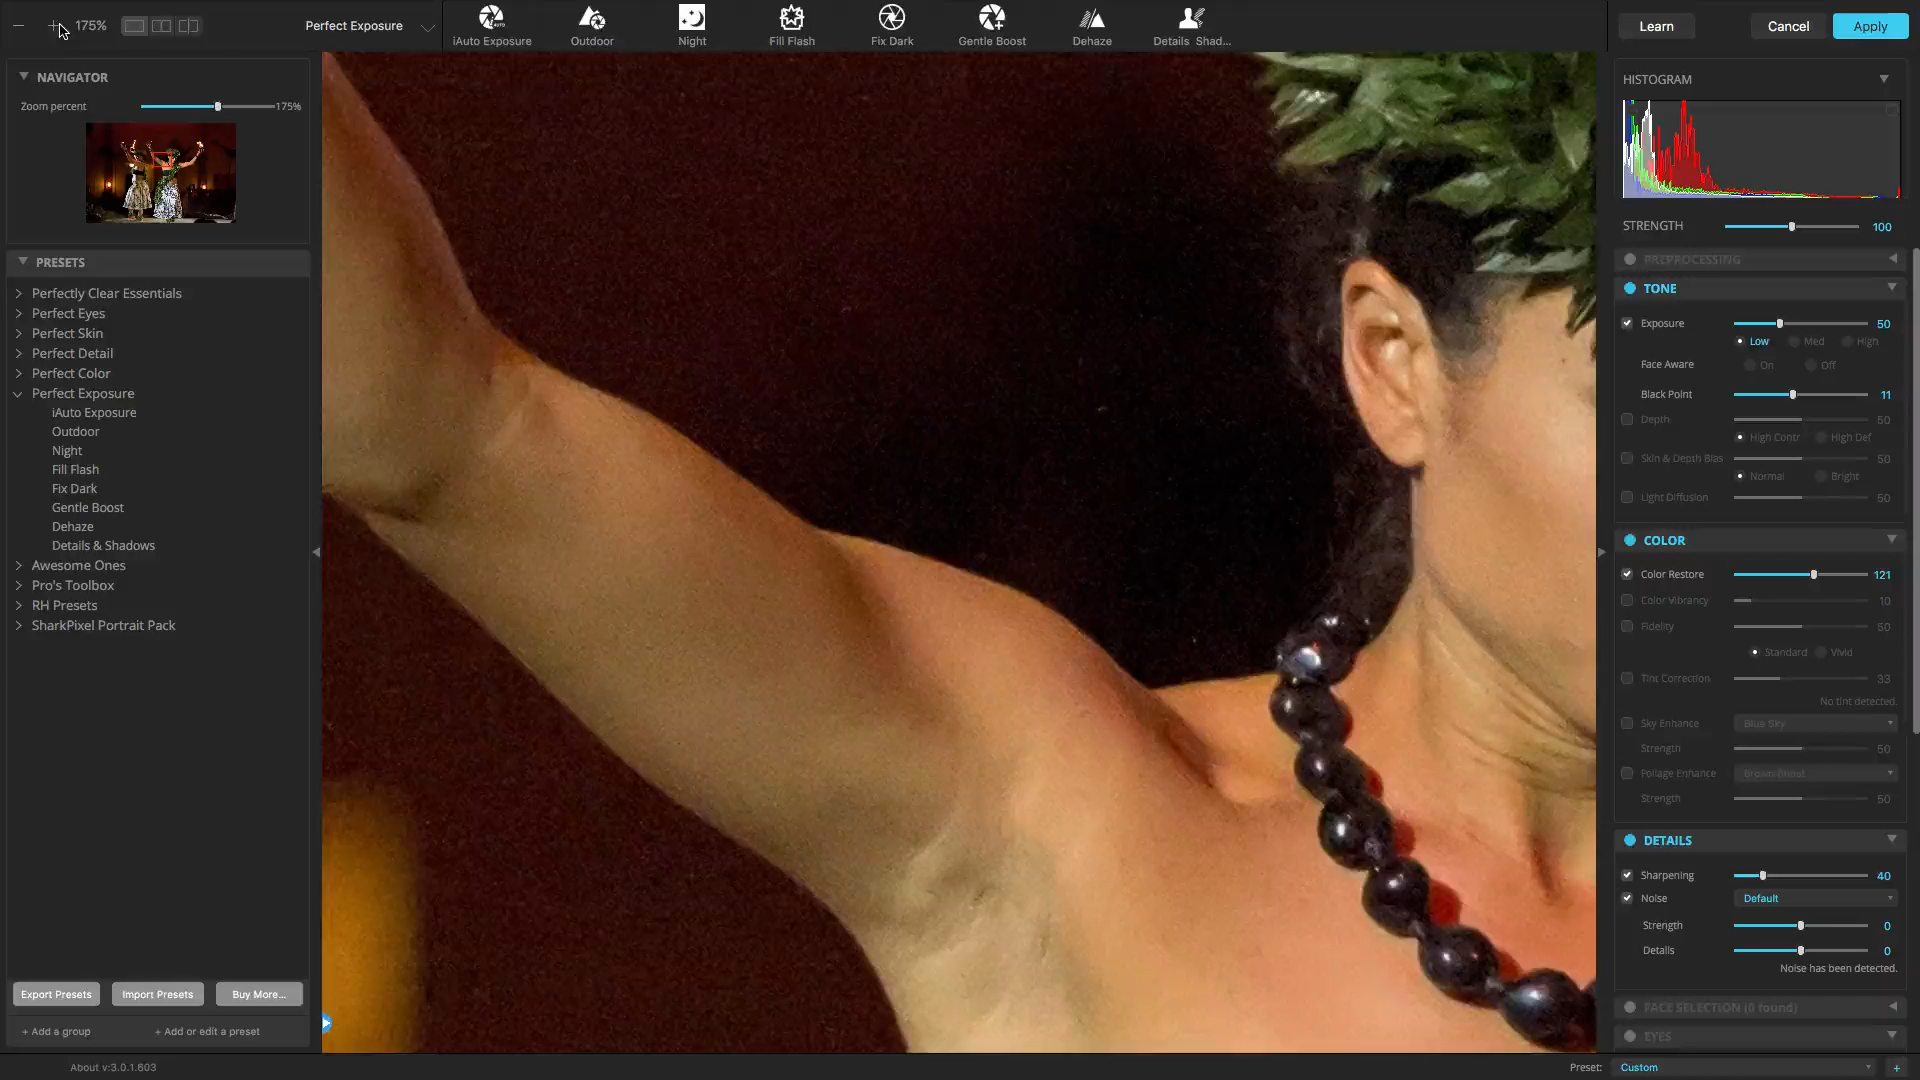 175%
Perfect Exposure
iAuto Exposure
Outdoor
Night
Fill Flash
Fix Dark
Gentle Boost
Dehaze
Details Shad...
Learn
Cancel
Apply
NAVIGATOR
Zoom percent
175%
PRESETS
Perfectly Clear Essentials
Perfect Eyes
Perfect Skin
Perfect Detail
Perfect Color
Perfect Exposure
iAuto Exposure
Outdoor
Night
Fill Flash
Fix Dark
Gentle Boost
Dehaze
Details & Shadows
Awesome Ones
Pro's Toolbox
RH Presets
SharkPixel Portrait Pack
Export Presets
Import Presets
Buy More...
+ Add a group
+ Add or edit a preset
About v:3.0.1.603
HISTOGRAM
STRENGTH 100
PREPROCESSING
TONE
Exposure 50
Low Med High
Face Aware On Off
Black Point 11
Depth 50
High Contr High Def
Skin & Depth Bias 50
Normal Bright
Light Diffusion 50
COLOR
Color Restore 121
Color Vibrancy 10
Fidelity 50
Standard Vivid
Tint Correction 33
No tint detected.
Sky Enhance Blue Sky
Strength 50
Foliage Enhance Brown Boost
Strength 50
DETAILS
Sharpening 40
Noise Default
Strength 0
Details 0
Noise has been detected.
FACE SELECTION (0 found)
EYES
Preset: Custom +